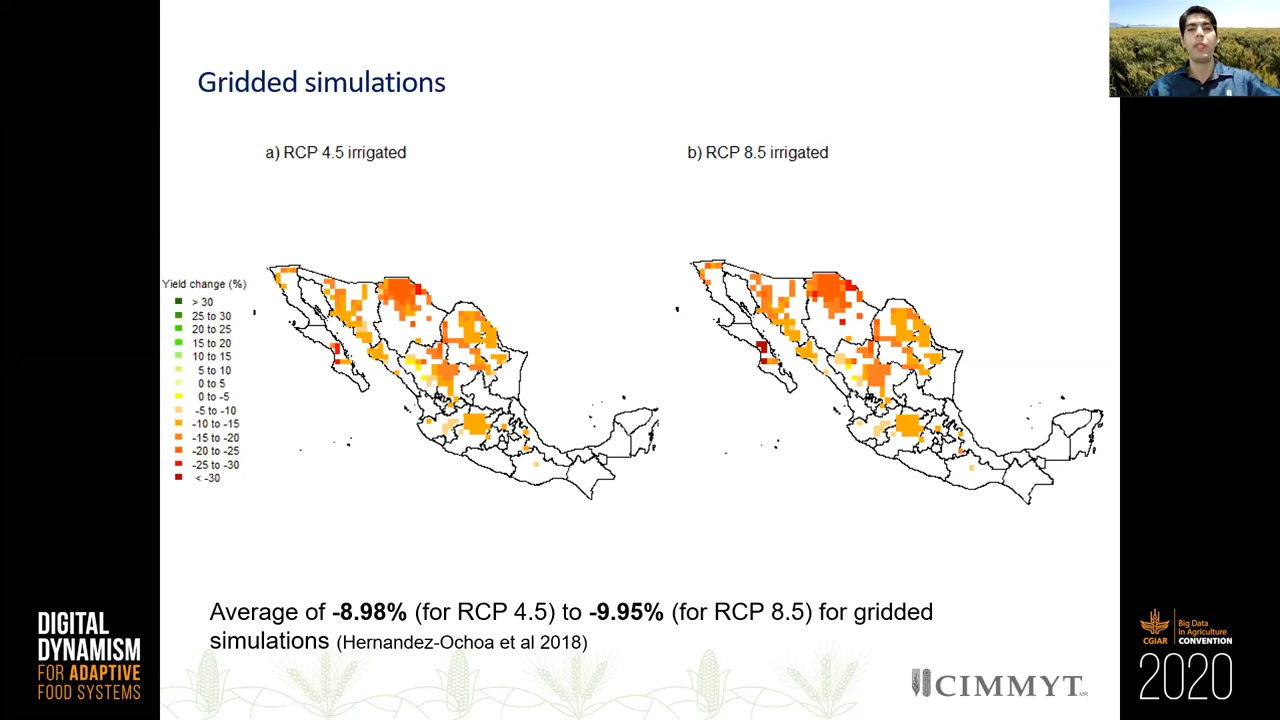 Gridded simulations
a) RCP 4.5 irrigated
b) RCP 8.5 irrigated
Yield change (%)
> 30
25 to 30
20 to 25
15 to 20
10 to 15
5 to 10
0 to 5
0 to -5
-5 to -10
-10 to -15
-15 to -20
-20 to -25
-25 to -30
< -30
Average of -8.98% (for RCP 4.5) to -9.95% (for RCP 8.5) for gridded
simulations (Hernandez-Ochoa et al 2018)
DIGITAL
DYNAMISM
FOR ADAPTIVE
FOOD SYSTEMS
CIMMYT MR
CGIAR
Big Data
in Agriculture
CONVENTION
2020